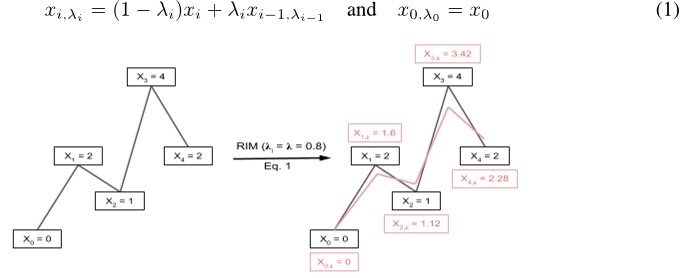 x_{i,λ_i} = (1 − λ_i)x_i + λ_i x_{i−1,λ_{i−1}} and x_{0,λ_0} = x_0 (1)
X_{3,λ} = 3.42
X_3 = 4
X_3 = 4
X_{1,λ} = 1.6
RIM (λ_i = λ = 0.8)
X_1 = 2
X_4 = 2
X_1 = 2
X_4 = 2
Eq. 1
X_{4,λ} = 2.28
X_2 = 1
X_2 = 1
X_{2,λ} = 1.12
X_0 = 0
X_0 = 0
X_{0,λ} = 0